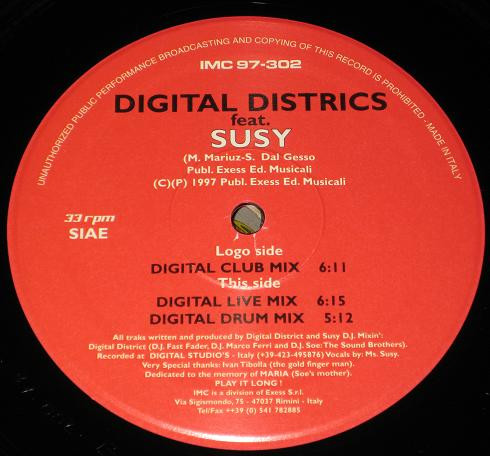 UNAUTHORIZED PUBLIC PERFORMANCE BROADCASTING AND COPYING OF THIS RECORD IS PROHIBITED - MADE IN ITALY
IMC 97-302
DIGITAL DISTRICS
feat.
SUSY
(M. Mariuz-S. Dal Gesso
Publ. Exess Ed. Musicali
(C)(P) 1997 Publ. Exess Ed. Musicali
33 rpm
SIAE
Logo side
DIGITAL CLUB MIX 6:11
This side
DIGITAL LIVE MIX 6:15
DIGITAL DRUM MIX 5:12
All traks written and produced by Digital District and Susy D.J. Mixin':
Digital District (D.J. Fast Fader, D.J. Marco Ferri and D.J. Soe: The Sound Brothers).
Recorded at DIGITAL STUDIO'S - Italy (+39-423-495876) Vocals by: Ms. Susy.
Very Special thanks: Ivan Tibolla (the gold finger man).
Dedicated to the memory of MARIA (Soe's mother).
PLAY IT LONG !
IMC is a division of Exess S.r.l.
Via Sigismondo, 75 - 47037 Rimini - Italy
Tel/Fax ++39 (0) 541 782885